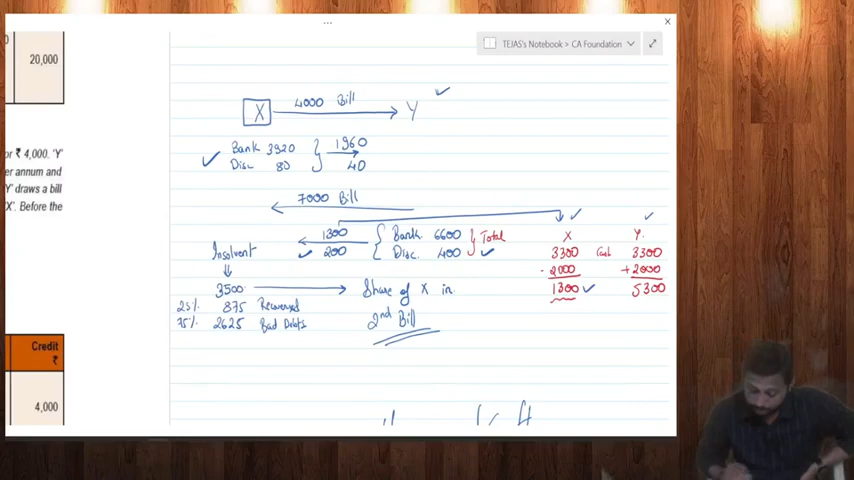 TEJAS's Notebook > CA Foundation
20,000
X 4000 Bill Y
Bank 3920 1960
Disc 80 40
or ₹ 4,000. 'Y'
er annum and
Y' draws a bill
'X'. Before the
7000 Bill
1300 Bank 6600 Total X Y
Insolvent 200 Disc. 400 3300 Cash 3300
- 2000 + 2000
3500 Share of X in 1300 5300
25% 875 Recovered 2nd Bill
75% 2625 Bad Debts
Credit
₹
4,000